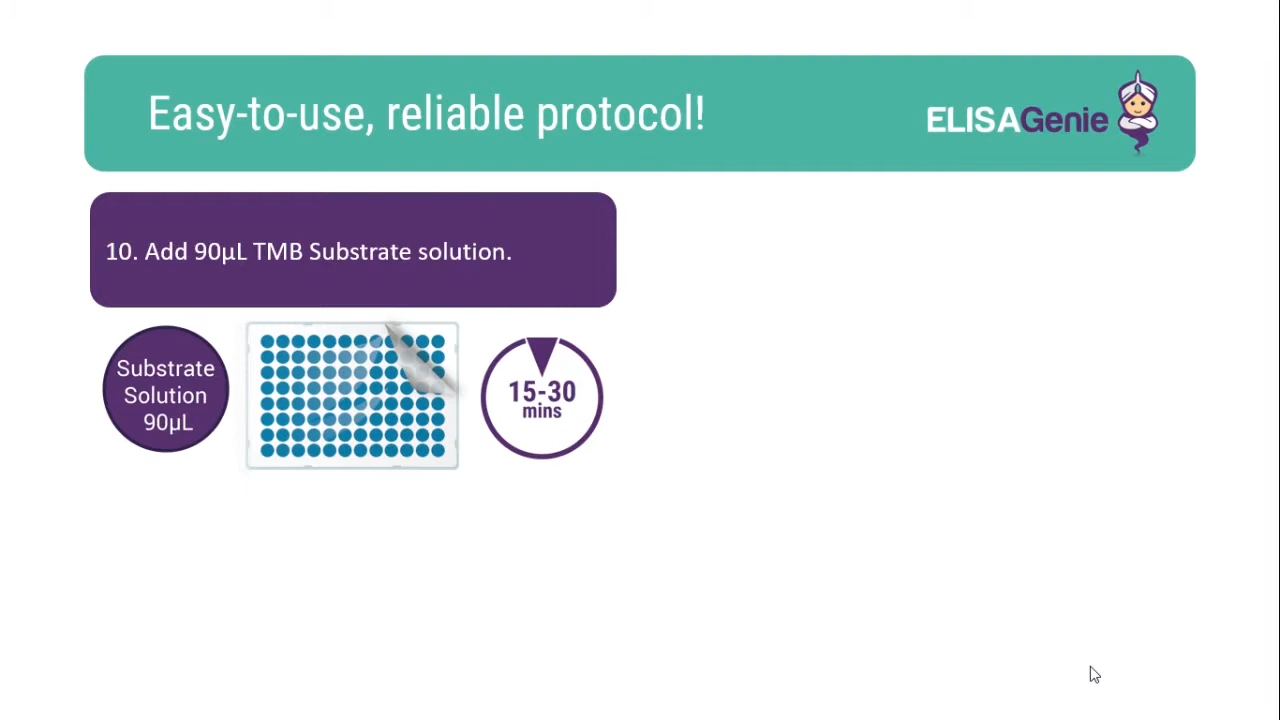 Easy-to-use, reliable protocol!
ELISAGenie
10. Add 90µL TMB Substrate solution.
Substrate
Solution
90µL
15-30
mins